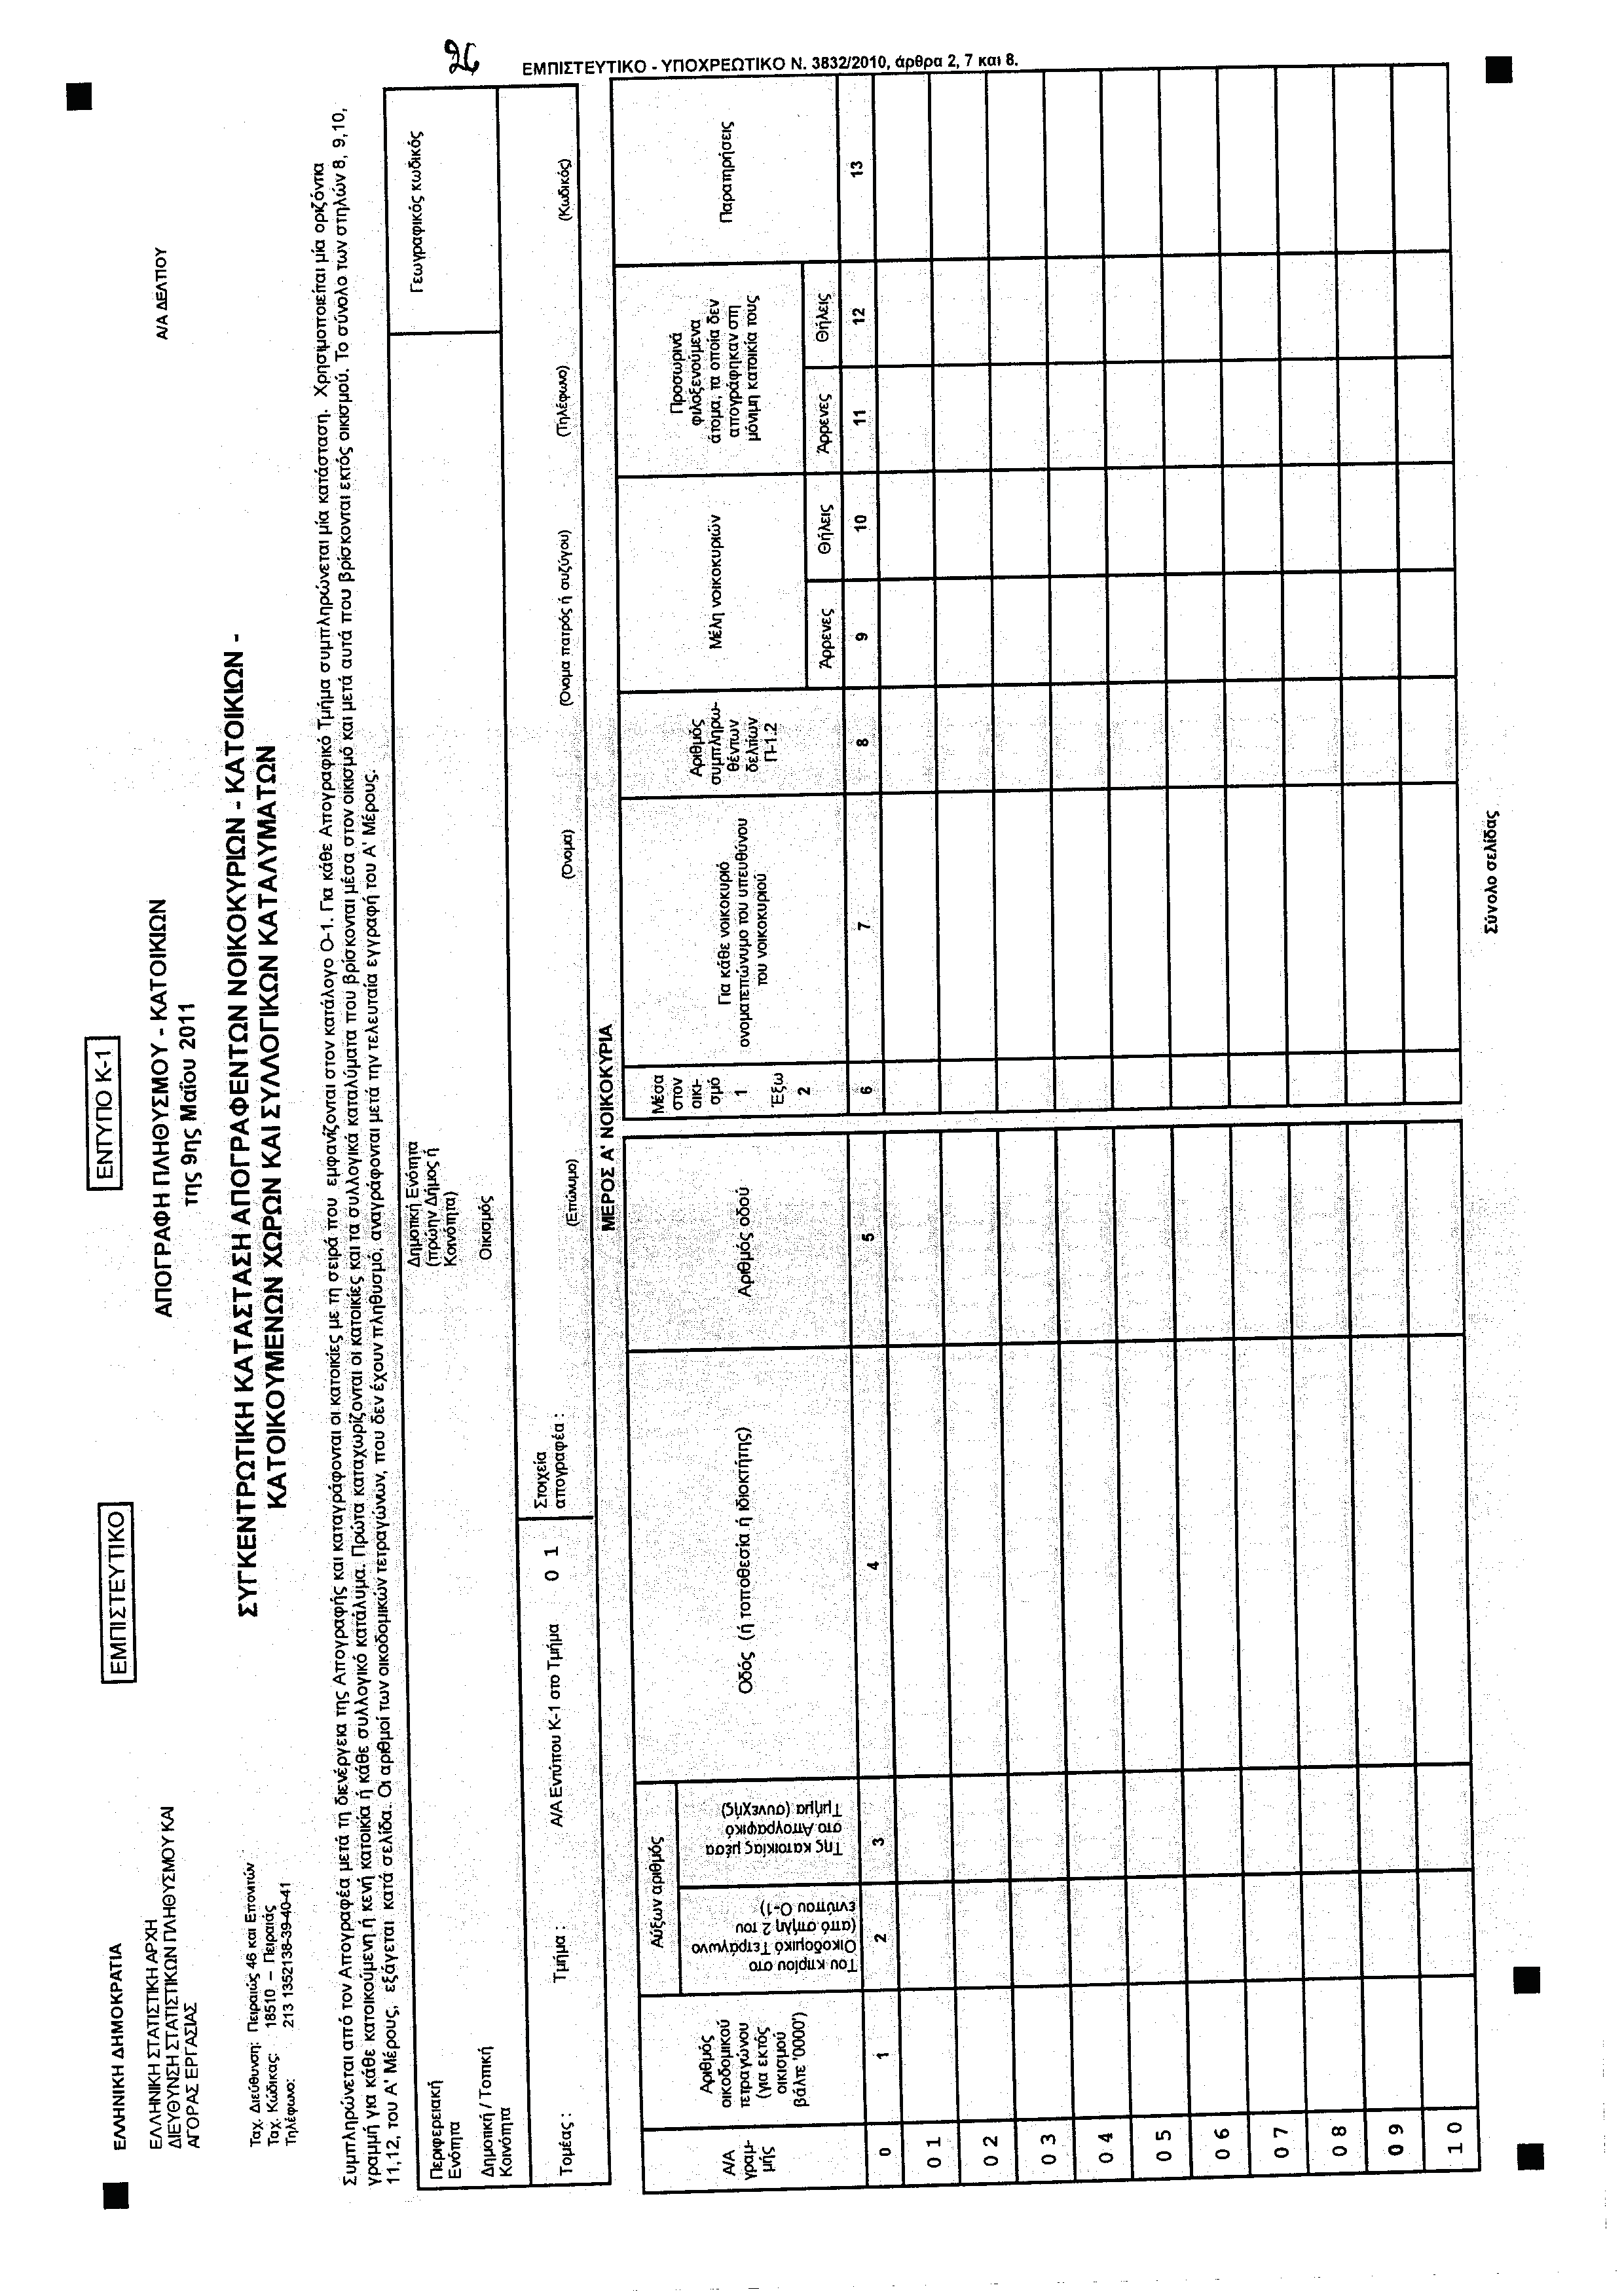 26
ΕΜΠΙΣΤΕΥΤΙΚΟ - ΥΠΟΧΡΕΩΤΙΚΟ Ν. 3832/2010, άρθρα 2, 7 και 8.
ΕΛΛΗΝΙΚΗ ΔΗΜΟΚΡΑΤΙΑ
ΕΜΠΙΣΤΕΥΤΙΚΟ
ΕΝΤΥΠΟ Κ-1
ΕΛΛΗΝΙΚΗ ΣΤΑΤΙΣΤΙΚΗ ΑΡΧΗ
ΔΙΕΥΘΥΝΣΗ ΣΤΑΤΙΣΤΙΚΩΝ ΠΛΗΘΥΣΜΟΥ ΚΑΙ
ΑΓΟΡΑΣ ΕΡΓΑΣΙΑΣ
ΑΠΟΓΡΑΦΗ ΠΛΗΘΥΣΜΟΥ - ΚΑΤΟΙΚΙΩΝ
της 9ης Μαΐου 2011
Α/Α ΔΕΛΤΙΟΥ
Ταχ. Διεύθυνση: Πειραιώς 46 και Επονιτών
Ταχ. Κώδικας: 18510 – Πειραιάς
Τηλέφωνο: 213 1352138-39-40-41
ΣΥΓΚΕΝΤΡΩΤΙΚΗ ΚΑΤΑΣΤΑΣΗ ΑΠΟΓΡΑΦΕΝΤΩΝ ΝΟΙΚΟΚΥΡΙΩΝ - ΚΑΤΟΙΚΙΩΝ -
ΚΑΤΟΙΚΟΥΜΕΝΩΝ ΧΩΡΩΝ ΚΑΙ ΣΥΛΛΟΓΙΚΩΝ ΚΑΤΑΛΥΜΑΤΩΝ
Συμπληρώνεται από τον Απογραφέα μετά τη διενέργεια της Απογραφής και καταγράφονται οι κατοικίες με τη σειρά που εμφανίζονται στον κατάλογο Ο-1. Για κάθε Απογραφικό Τμήμα συμπληρώνεται μία κατάσταση. Χρησιμοποιείται μία οριζόντια
γραμμή για κάθε κατοικούμενη ή κενή κατοικία ή κάθε συλλογικό κατάλυμα. Πρώτα καταχωρίζονται οι κατοικίες και τα συλλογικά καταλύματα που βρίσκονται μέσα στον οικισμό και μετά αυτά που βρίσκονται εκτός οικισμού. Το σύνολο των στηλών 8, 9,10,
11,12, του Α' Μέρους, εξάγεται κατά σελίδα. Οι αριθμοί των οικοδομικών τετραγώνων, που δεν έχουν πληθυσμό, αναγράφονται μετά την τελευταία εγγραφή του Α' Μέρους.
Περιφερειακή
Ενότητα
Δημοτική Ενότητα
(πρώην Δήμος ή
Κοινότητα)
Γεωγραφικός κωδικός
Δημοτική / Τοπική
Κοινότητα
Οικισμός
Τομέας :
Τμήμα :
Α/Α Εντύπου Κ-1 στο Τμήμα
0 1
Στοιχεία
απογραφέα :
(Επώνυμο)
(Όνομα)
(Όνομα πατρός ή συζύγου)
(Τηλέφωνο)
(Κωδικός)
ΜΕΡΟΣ Α' ΝΟΙΚΟΚΥΡΙΑ
Α/Α
γραμ-
μής
Αριθμός
οικοδομικού
τετραγώνου
(για εκτός
οικισμού
βάλτε '0000')
Αύξων αριθμός
Του κτιρίου στο
Οικοδομικό Τετράγωνο
(από στήλη 2 του
εντύπου Ο-1)
Της κατοικίας μέσα
στο Απογραφικό
Τμήμα (συνεχής)
Οδός (ή τοποθεσία ή ιδιοκτήτης)
Αριθμός οδού
Μέσα
στον
οικι-
σμό
1
Έξω
2
Για κάθε νοικοκυριό
ονοματεπώνυμο του υπευθύνου
του νοικοκυριού
Αριθμός
συμπληρω-
θέντων
δελτίων
Π-1.2
Μέλη νοικοκυριών
Άρρενες
Θήλεις
Προσωρινά
φιλοξενούμενα
άτομα, τα οποία δεν
απογράφηκαν στη
μόνιμη κατοικία τους
Άρρενες
Θήλεις
Παρατηρήσεις
0 1 2 3 4 5 6 7 8 9 10 11 12 13
0 1
0 2
0 3
0 4
0 5
0 6
0 7
0 8
0 9
1 0
Σύνολο σελίδας